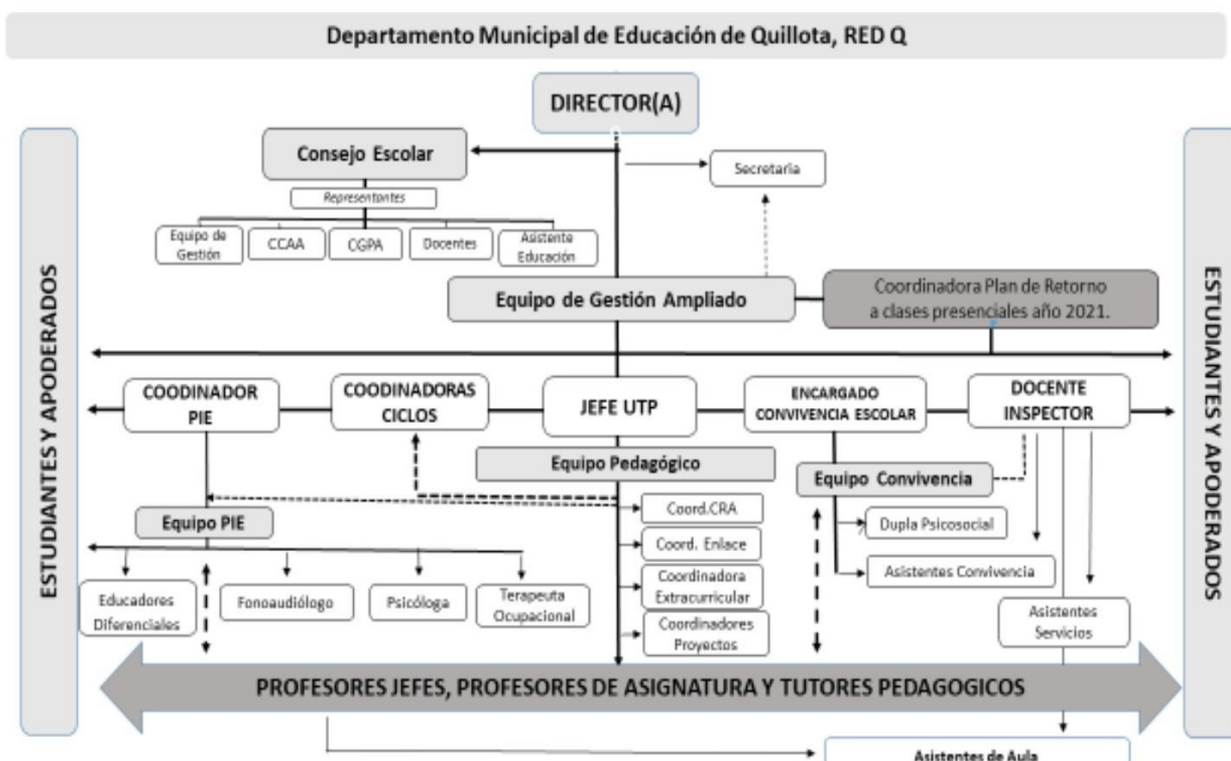 Departamento Municipal de Educación de Quillota, RED Q
DIRECTOR(A)
Consejo Escolar
Secretaria
Representantes
Equipo de
Gestión
CCAA
CGPA
Docentes
Asistente
Educación
Equipo de Gestión Ampliado
Coordinadora Plan de Retorno
a clases presenciales año 2021.
ESTUDIANTES Y APODERADOS
ESTUDIANTES Y APODERADOS
COODINADOR
PIE
COODINADORAS
CICLOS
JEFE UTP
ENCARGADO
CONVIVENCIA ESCOLAR
DOCENTE
INSPECTOR
Equipo Pedagógico
Equipo Convivencia
Equipo PIE
Coord.CRA
Coord. Enlace
Coordinadora
Extracurricular
Coordinadores
Proyectos
Dupla Psicosocial
Asistentes Convivencia
Educadores
Diferenciales
Fonoaudiólogo
Psicóloga
Terapeuta
Ocupacional
Asistentes
Servicios
PROFESORES JEFES, PROFESORES DE ASIGNATURA Y TUTORES PEDAGOGICOS
Asistentes de Aula